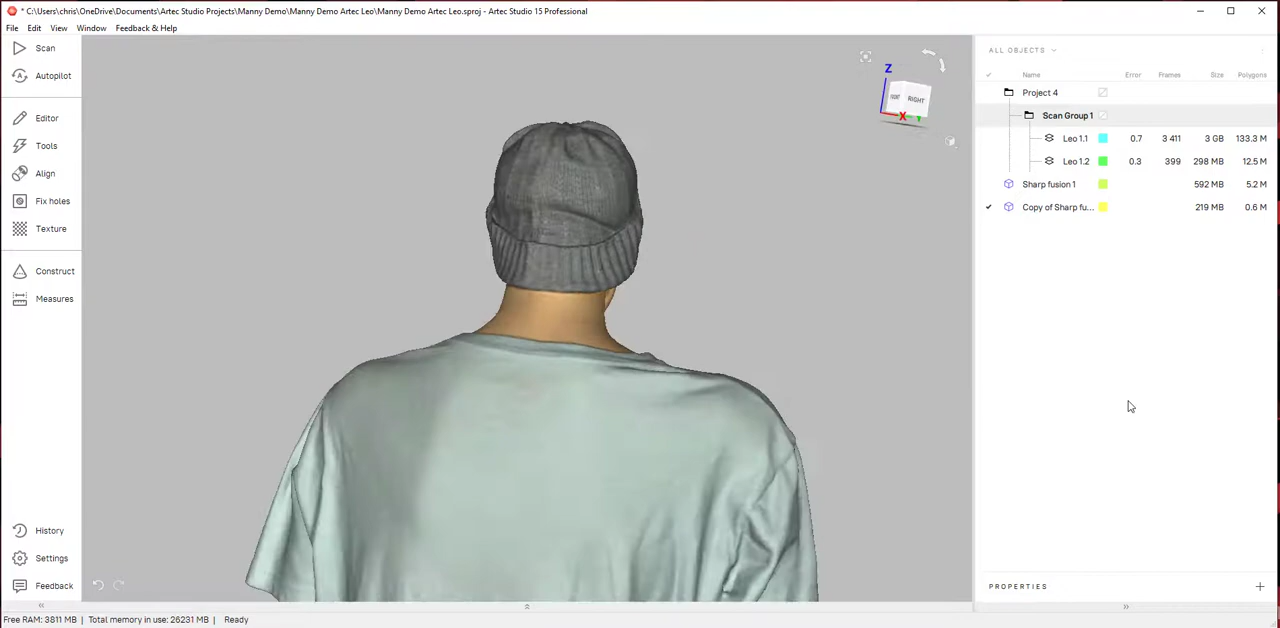 * C:\Users\chris\OneDrive\Documents\Artec Studio Projects\Manny Demo\Manny Demo Artec Leo\Manny Demo Artec Leo.sproj - Artec Studio 15 Professional
File Edit View Window Feedback & Help
Scan
Autopilot
Editor
Tools
Align
Fix holes
Texture
Construct
Measures
History
Settings
Feedback
Z
RIGHT
X
ALL OBJECTS
Name Error Frames Size Polygons
Project 4
Scan Group 1
Leo 1.1 0.7 3 411 3 GB 133.3 M
Leo 1.2 0.3 399 298 MB 12.5 M
Sharp fusion 1 592 MB 5.2 M
Copy of Sharp fu... 219 MB 0.6 M
PROPERTIES
Free RAM: 3811 MB | Total memory in use: 26231 MB | Ready